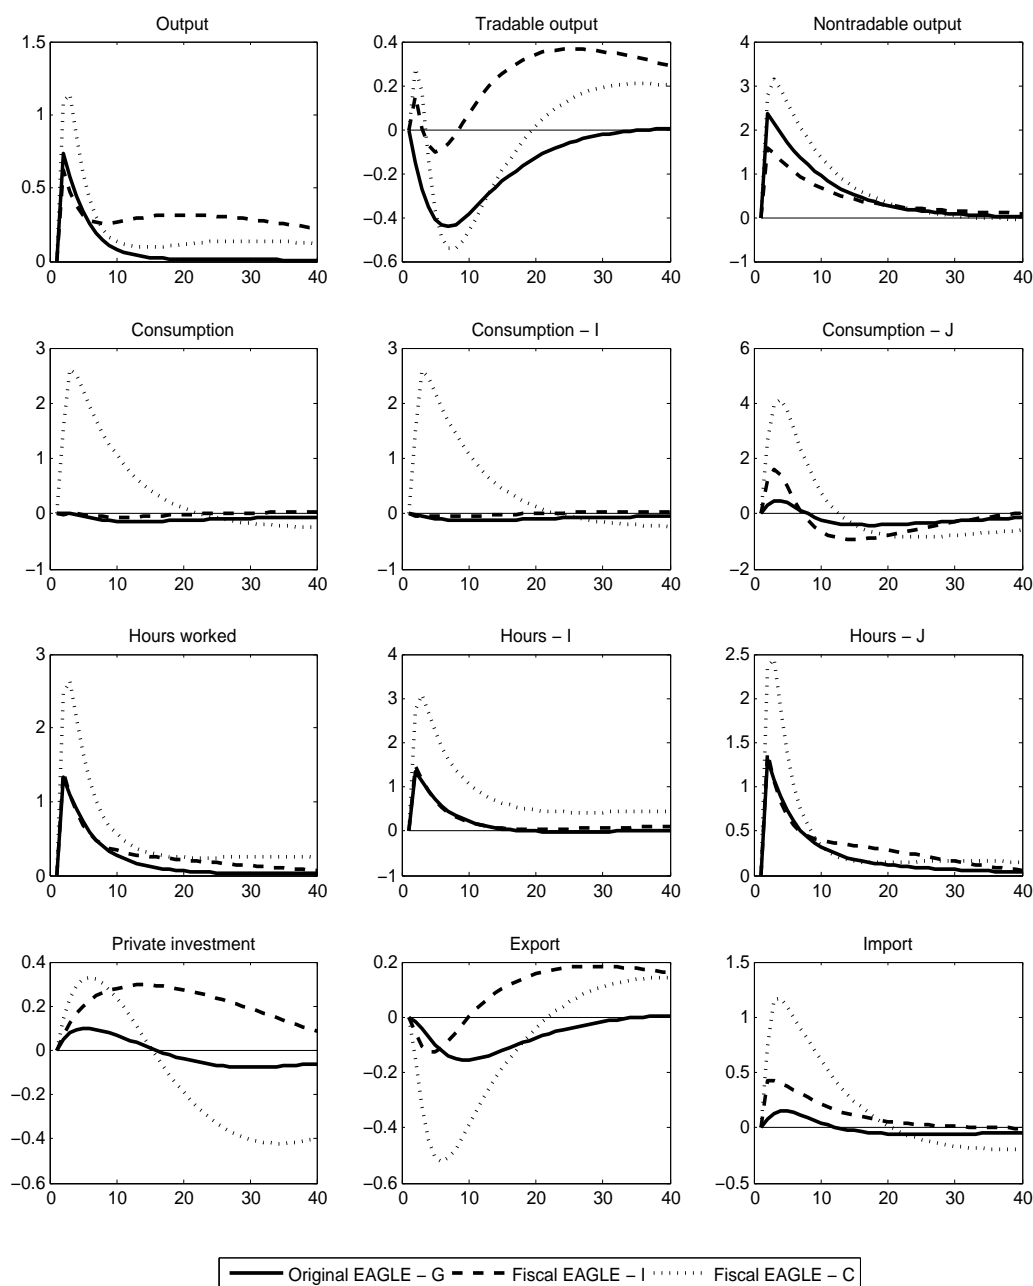 Output
1.5
1
0.5
0
0 10 20 30 40
Tradable output
0.4
0.2
0
−0.2
−0.4
−0.6
0 10 20 30 40
Nontradable output
4
3
2
1
0
−1
0 10 20 30 40
Consumption
3
2
1
0
−1
0 10 20 30 40
Consumption − I
3
2
1
0
−1
0 10 20 30 40
Consumption − J
6
4
2
0
−2
0 10 20 30 40
Hours worked
3
2
1
0
0 10 20 30 40
Hours − I
4
3
2
1
0
−1
0 10 20 30 40
Hours − J
2.5
2
1.5
1
0.5
0
0 10 20 30 40
Private investment
0.4
0.2
0
−0.2
−0.4
−0.6
0 10 20 30 40
Export
0.2
0
−0.2
−0.4
−0.6
0 10 20 30 40
Import
1.5
1
0.5
0
−0.5
0 10 20 30 40
Original EAGLE − G Fiscal EAGLE − I Fiscal EAGLE − C